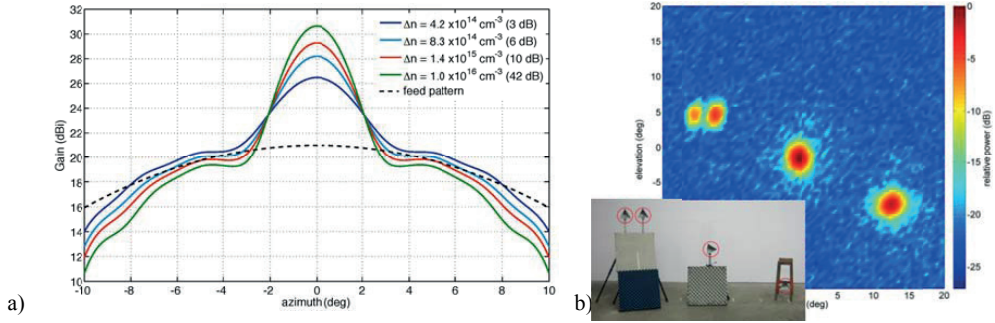 32
30
28
26
24
22
20
18
16
14
12
10
Gain (dBi)
-10 -8 -6 -4 -2 0 2 4 6 8 10
azimuth (deg)
Δn = 4.2 x10¹⁴ cm⁻³ (3 dB)
Δn = 8.3 x10¹⁴ cm⁻³ (6 dB)
Δn = 1.4 x10¹⁵ cm⁻³ (10 dB)
Δn = 1.0 x10¹⁶ cm⁻³ (42 dB)
feed pattern
a)
20
15
10
5
0
-5
elevation (deg)
5 10 15 20
(deg)
0
-5
-10
-15
-20
-25
relative power (dB)
b)